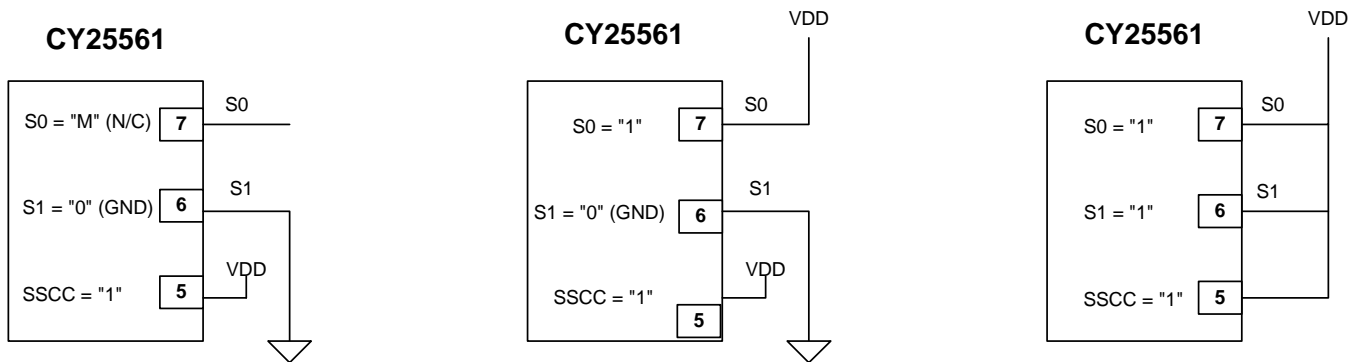 CY25561
S0 = "M" (N/C)
7
S0
S1 = "0" (GND)
6
S1
SSCC = "1"
5
VDD
CY25561
VDD
S0 = "1"
7
S0
S1 = "0" (GND)
6
S1
SSCC = "1"
5
VDD
CY25561
VDD
S0 = "1"
7
S0
S1 = "1"
6
S1
SSCC = "1"
5